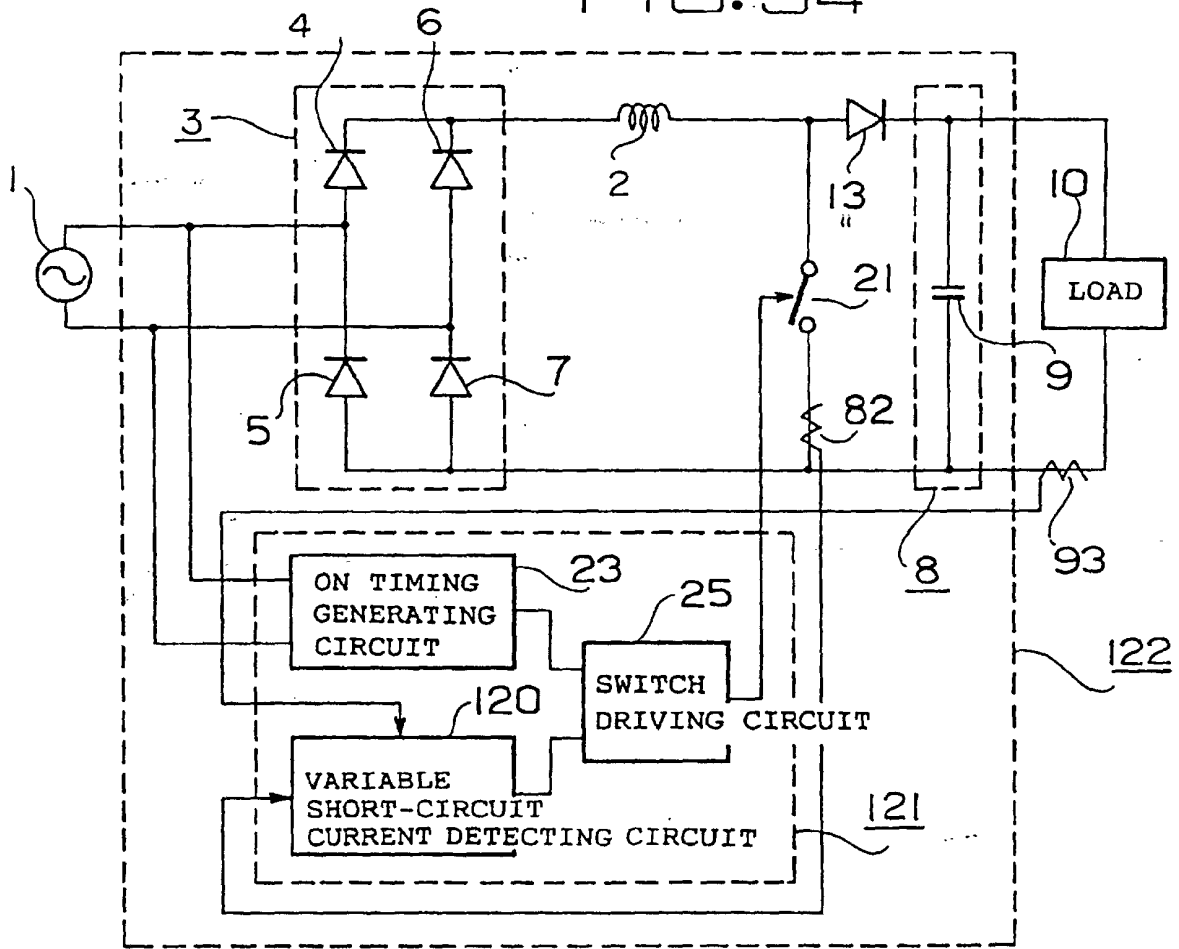 4
6
3
1
2
13
"
10
21
LOAD
9
5
7
82
8
93
ON TIMING
GENERATING
CIRCUIT
23
25
122
SWITCH
DRIVING CIRCUIT
120
VARIABLE
SHORT-CIRCUIT
CURRENT DETECTING CIRCUIT
121